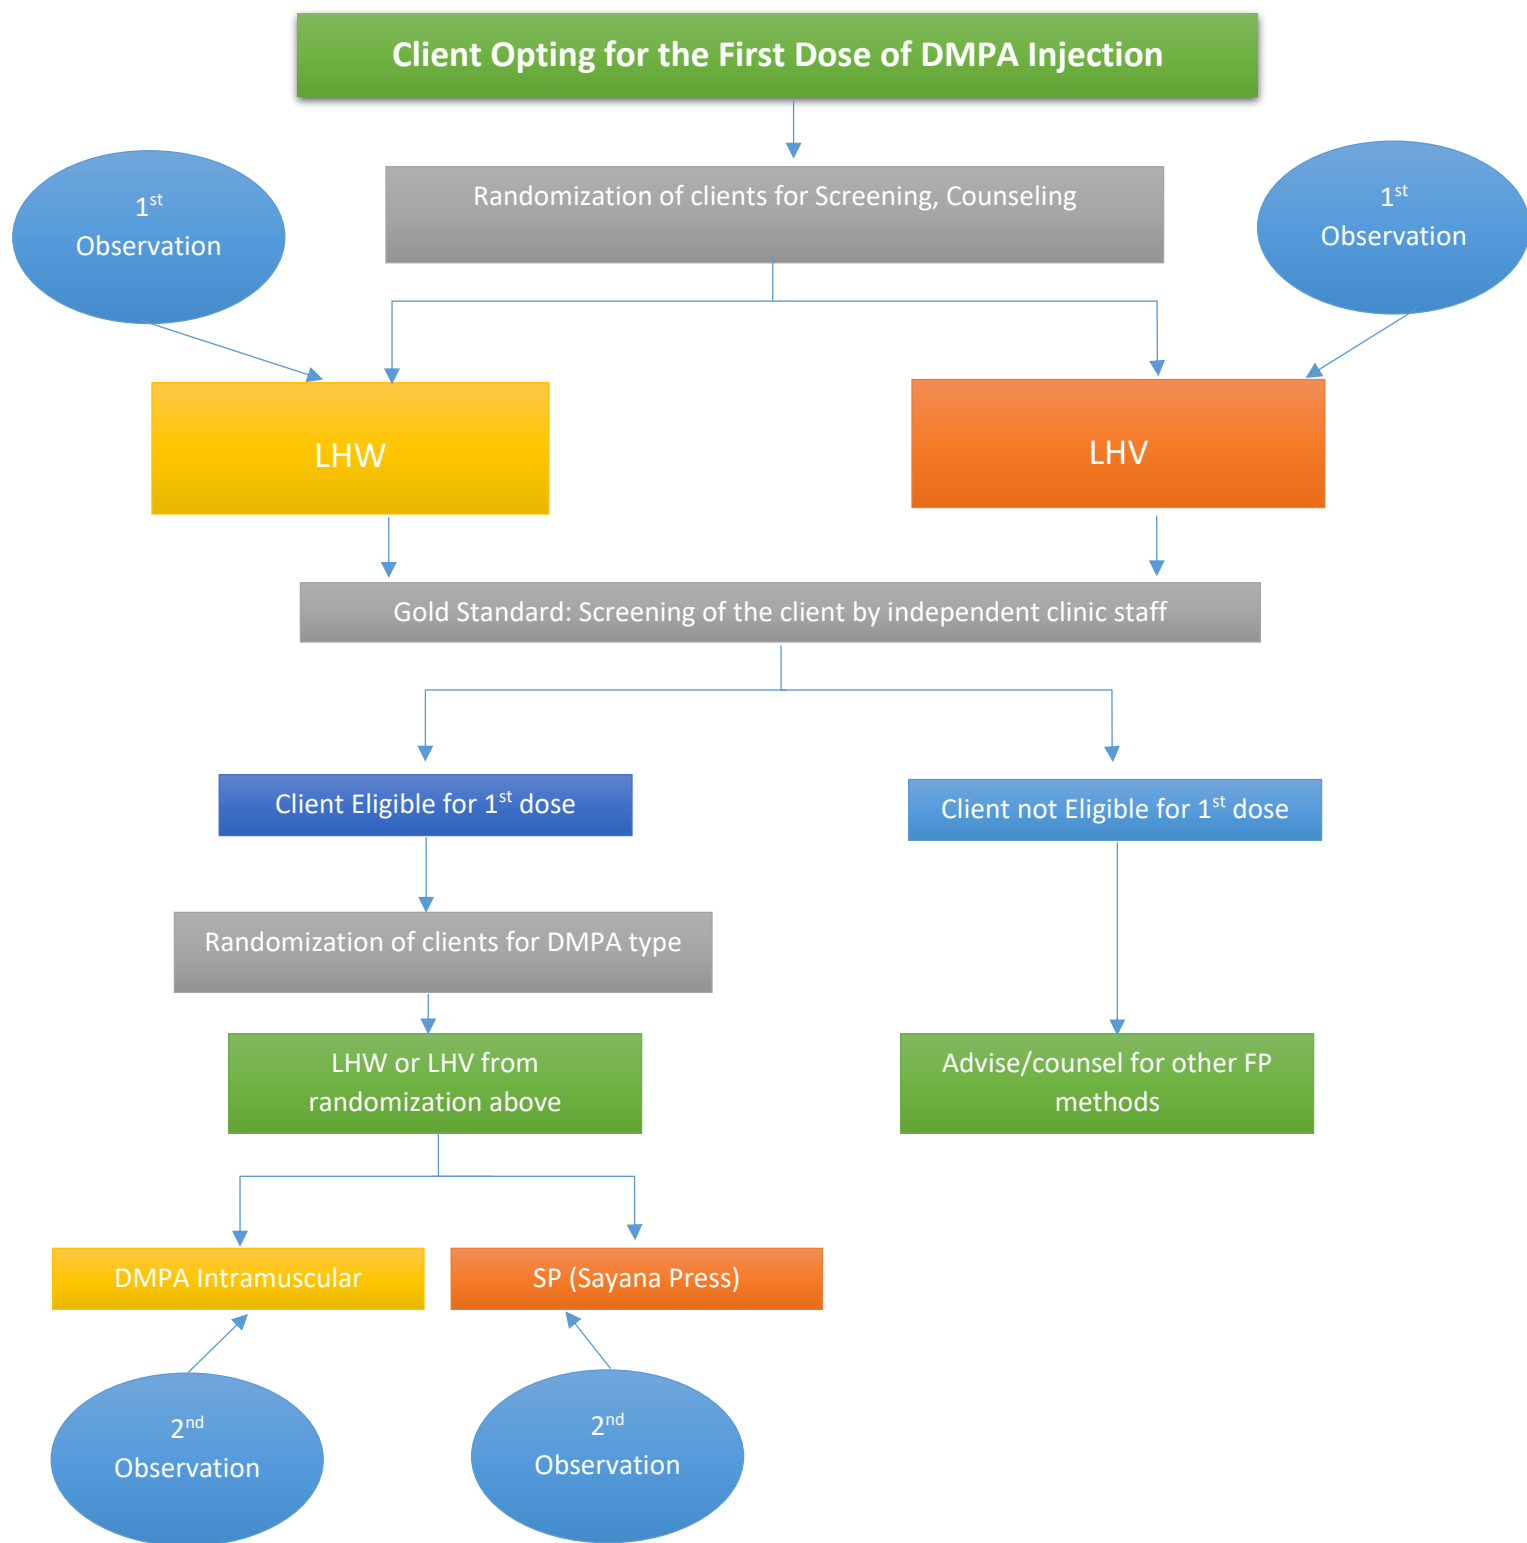 Client Opting for the First Dose of DMPA Injection
1st
Observation
Randomization of clients for Screening, Counseling
1st
Observation
LHW
LHV
Gold Standard: Screening of the client by independent clinic staff
Client Eligible for 1st dose
Client not Eligible for 1st dose
Randomization of clients for DMPA type
LHW or LHV from
randomization above
Advise/counsel for other FP
methods
DMPA Intramuscular
SP (Sayana Press)
2nd
Observation
2nd
Observation